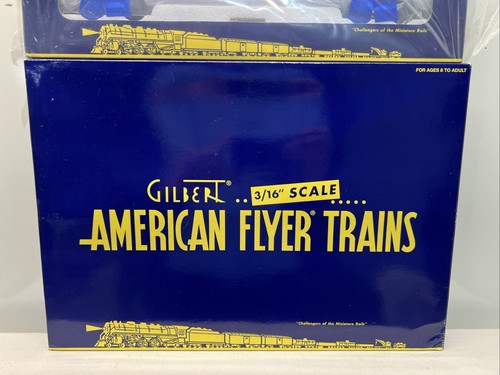 "Challengers of the Miniature Rails"
FOR AGES 8 TO ADULT
GILBERT® .. 3/16" SCALE .....
AMERICAN FLYER® TRAINS
"Challengers of the Miniature Rails"